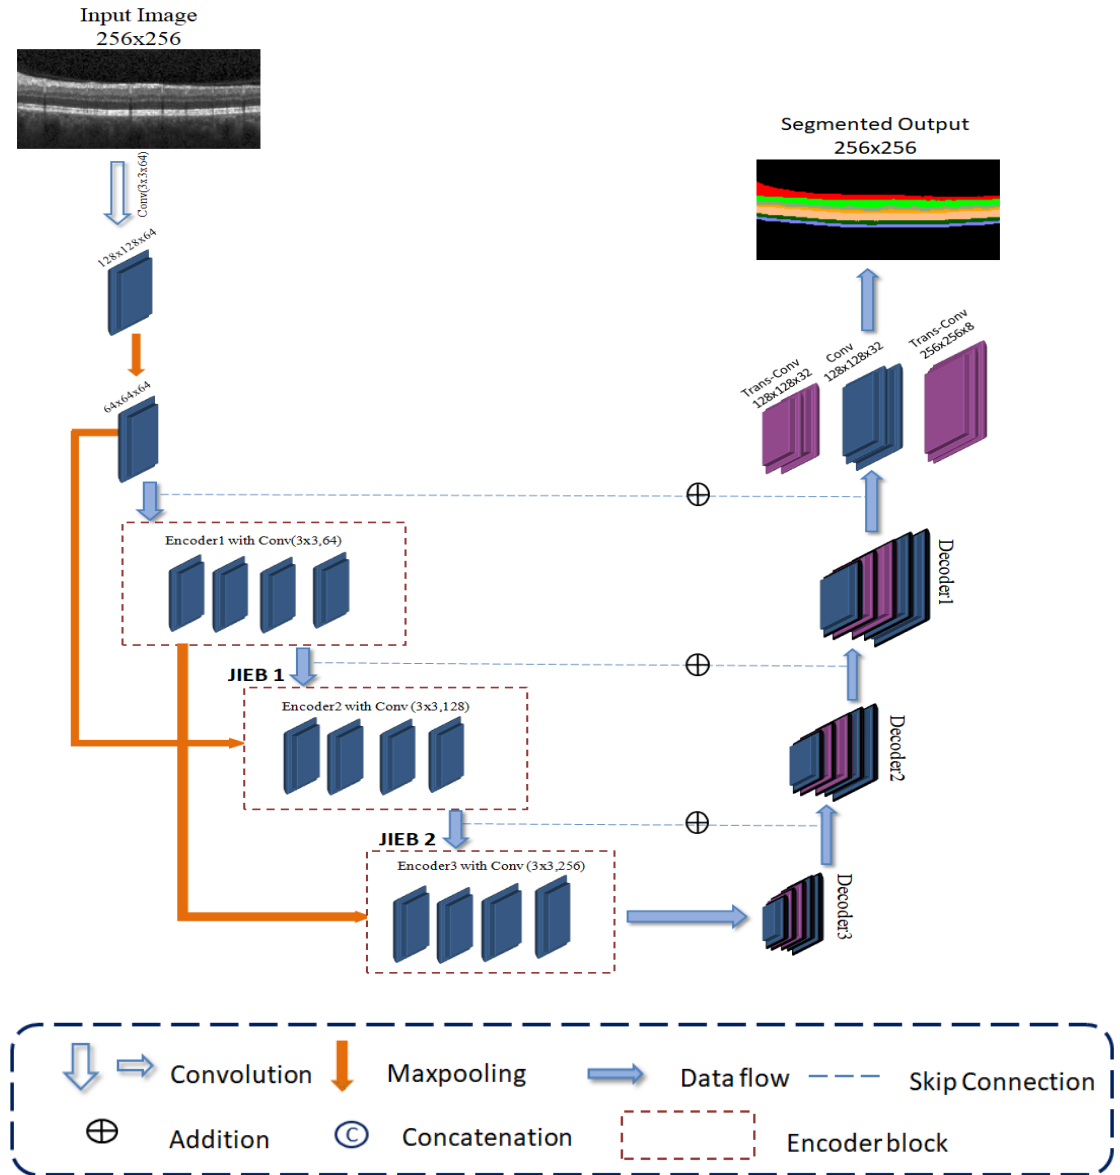 Input Image
256x256
Conv(3x3x64)
128x128x64
64x64x64
Encoder1 with Conv(3x3,64)
JIEB 1
Encoder2 with Conv (3x3,128)
JIEB 2
Encoder3 with Conv (3x3,256)
Segmented Output
256x256
Trans-Conv
128x128x32
Conv
128x128x32
Trans-Conv
256x256x8
Decoder1
Decoder2
Decoder3
Convolution
Maxpooling
Data flow
Skip Connection
Addition
C
Concatenation
Encoder block